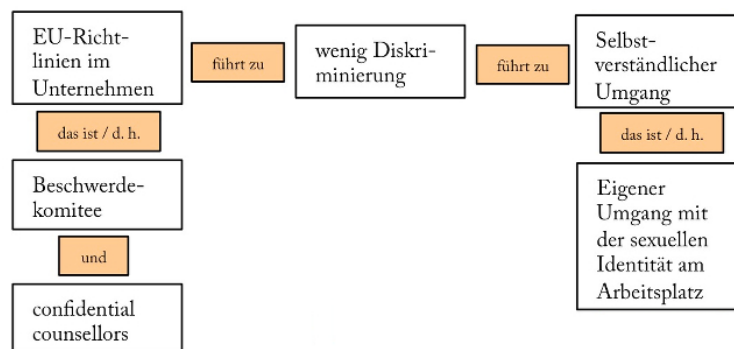 EU-Richt-
linien im
Unternehmen
führt zu
wenig Diskri-
minierung
führt zu
Selbst-
verständlicher
Umgang
das ist / d. h.
das ist / d.h.
Beschwerde-
komitee
und
confidential
counsellors
Eigener
Umgang mit
der sexuellen
Identität am
Arbeitsplatz